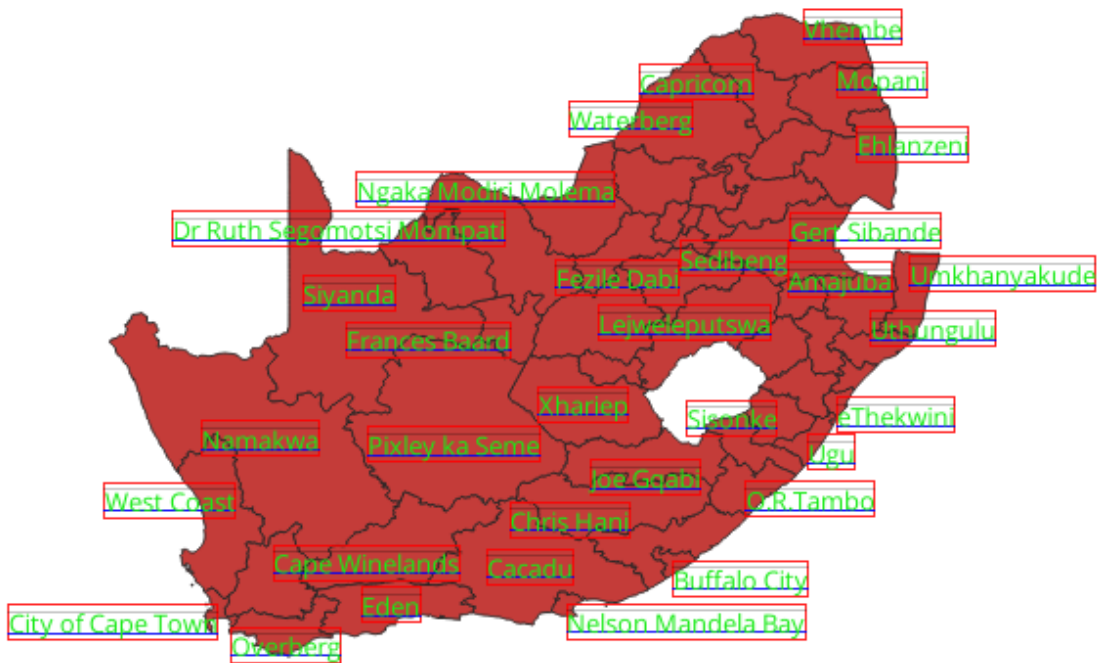 Vhembe
Capricorn
Mopani
Waterberg
Ehlanzeni
Ngaka Modiri Molema
Dr Ruth Segomotsi Mompati
Gert Sibande
Sedibeng
Fezile Dabi
Amajuba
Umkhanyakude
Siyanda
Lejweleputswa
Uthungulu
Frances Baard
Xhariep
Sisonke
eThekwini
Namakwa
Pixley ka Seme
Ugu
Joe Gqabi
West Coast
O.R.Tambo
Chris Hani
Cape Winelands
Cacadu
Buffalo City
Eden
City of Cape Town
Nelson Mandela Bay
Overberg